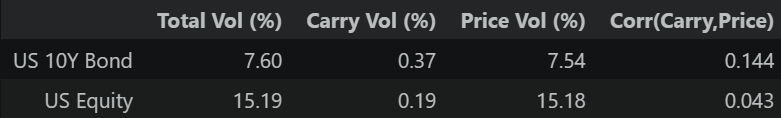 Total Vol (%) Carry Vol (%) Price Vol (%) Corr(Carry,Price)
US 10Y Bond 7.60 0.37 7.54 0.144
US Equity 15.19 0.19 15.18 0.043